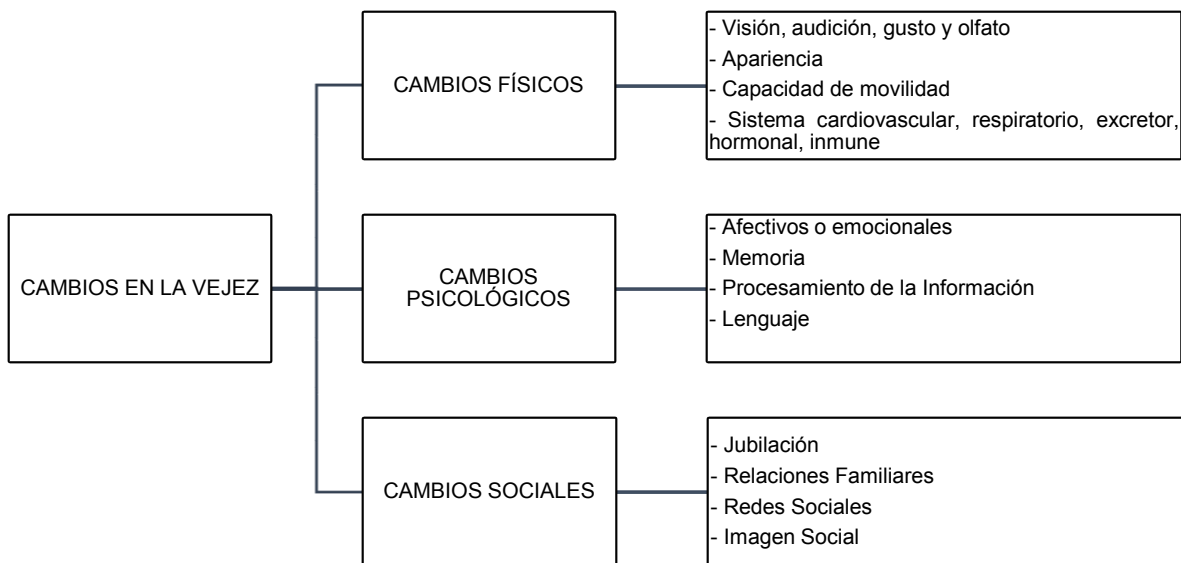 CAMBIOS EN LA VEJEZ
CAMBIOS FÍSICOS
- Visión, audición, gusto y olfato
- Apariencia
- Capacidad de movilidad
- Sistema cardiovascular, respiratorio, excretor,
hormonal, inmune
CAMBIOS
PSICOLÓGICOS
- Afectivos o emocionales
- Memoria
- Procesamiento de la Información
- Lenguaje
CAMBIOS SOCIALES
- Jubilación
- Relaciones Familiares
- Redes Sociales
- Imagen Social